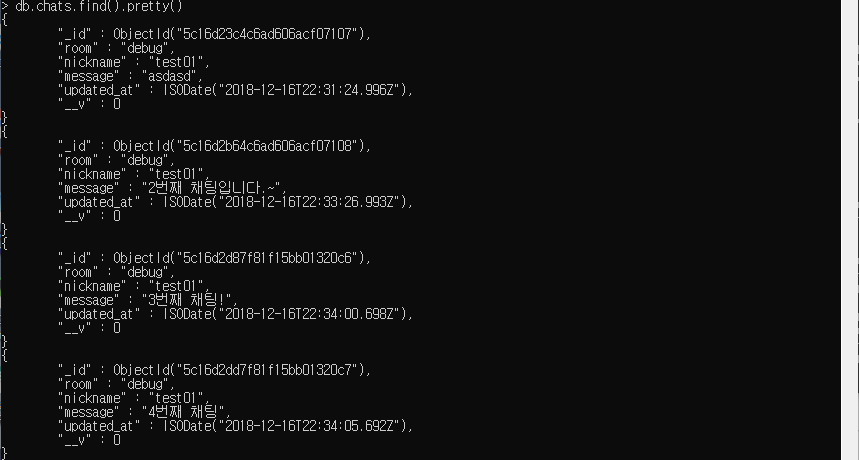 > db.chats.find().pretty()
{
"_id" : ObjectId("5c16d23c4c6ad606acf07107"),
"room" : "debug",
"nickname" : "test01",
"message" : "asdasd",
"updated_at" : ISODate("2018-12-16T22:31:24.996Z"),
"__v" : 0
}
{
"_id" : ObjectId("5c16d2b64c6ad606acf07108"),
"room" : "debug",
"nickname" : "test01",
"message" : "2번째 채팅입니다.~",
"updated_at" : ISODate("2018-12-16T22:33:26.993Z"),
"__v" : 0
}
{
"_id" : ObjectId("5c16d2d87f81f15bb01320c6"),
"room" : "debug",
"nickname" : "test01",
"message" : "3번째 채팅!",
"updated_at" : ISODate("2018-12-16T22:34:00.698Z"),
"__v" : 0
}
{
"_id" : ObjectId("5c16d2dd7f81f15bb01320c7"),
"room" : "debug",
"nickname" : "test01",
"message" : "4번째 채팅",
"updated_at" : ISODate("2018-12-16T22:34:05.692Z"),
"__v" : 0
}